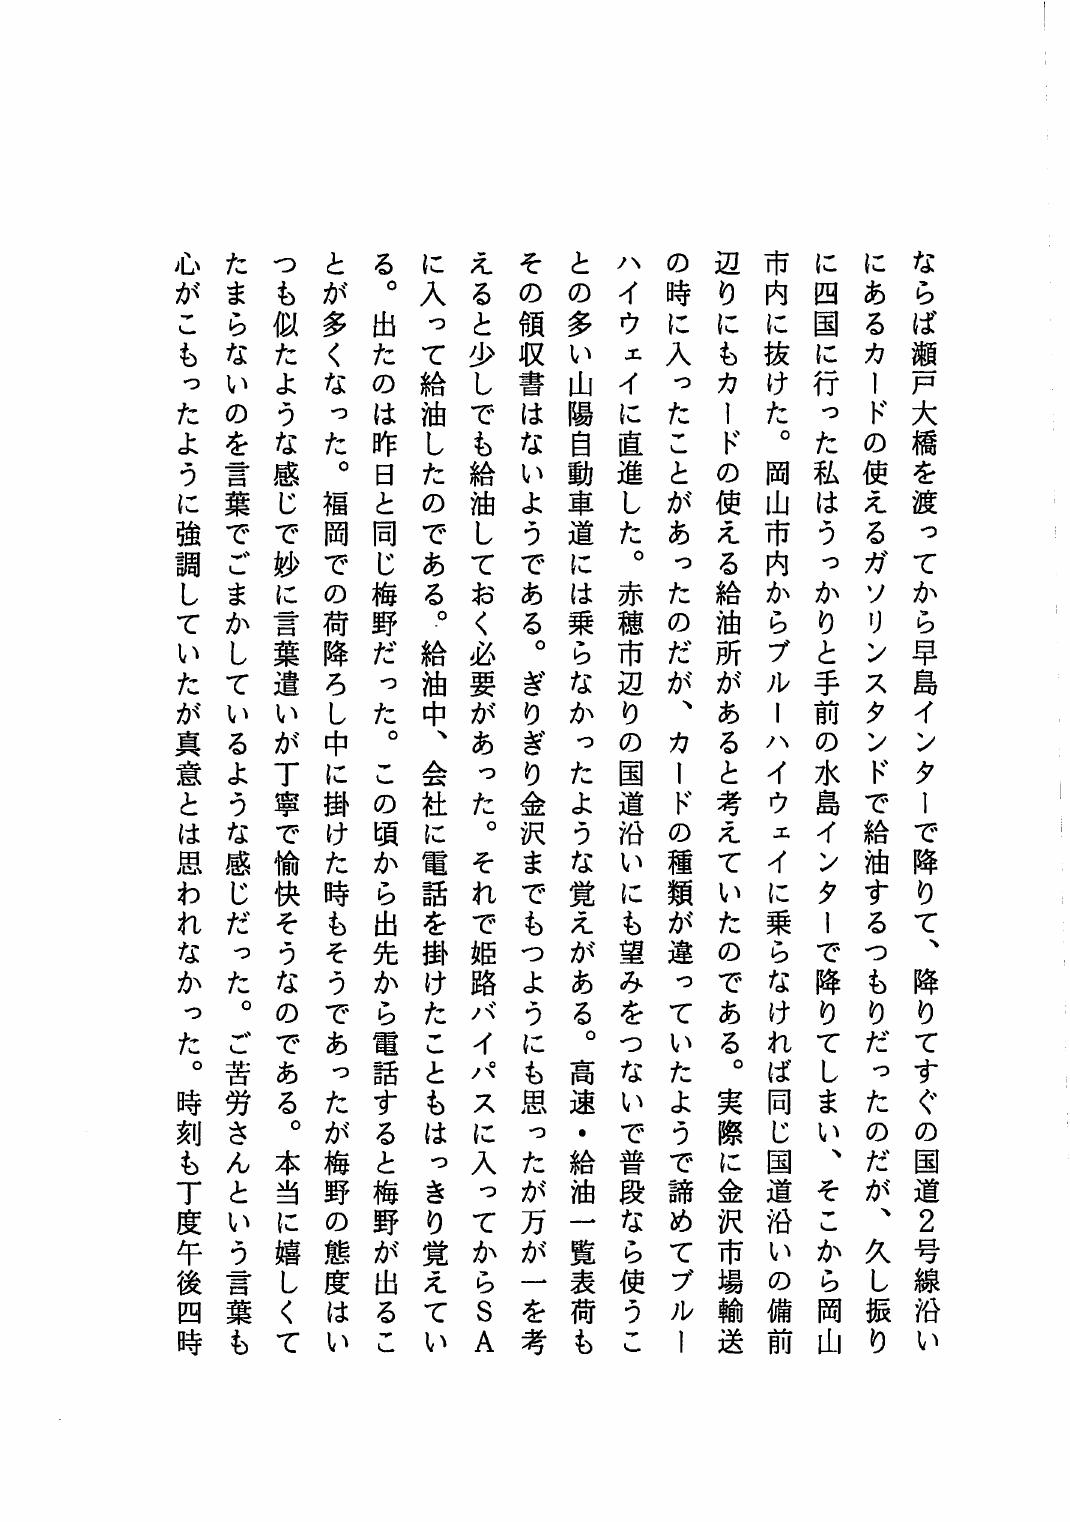 ならば瀬戸大橋を渡ってから早島インターで降りて、降りてすぐの国道２号線沿い
にあるカードの使えるガソリンスタンドで給油するつもりだったのだが、久し振り
に四国に行った私はうっかりと手前の水島インターで降りてしまい、そこから岡山
市内に抜けた。岡山市内からブルーハイウェイに乗らなければ同じ国道沿いの備前
辺りにもカードの使える給油所があると考えていたのである。実際に金沢市場輸送
の時に入ったことがあったのだが、カードの種類が違っていたようで諦めてブルー
ハイウェイに直進した。赤穂市辺りの国道沿いにも望みをつないで普段なら使うこ
との多い山陽自動車道には乗らなかったような覚えがある。高速・給油一覧表荷も
その領収書はないようである。ぎりぎり金沢までもつようにも思ったが万が一を考
えると少しでも給油しておく必要があった。それで姫路バイパスに入ってからＳＡ
に入って給油したのである。給油中、会社に電話を掛けたこともはっきり覚えてい
る。出たのは昨日と同じ梅野だった。この頃から出先から電話すると梅野が出るこ
とが多くなった。福岡での荷降ろし中に掛けた時もそうであったが梅野の態度はい
つも似たような感じで妙に言葉遣いが丁寧で愉快そうなのである。本当に嬉しくて
たまらないのを言葉でごまかしているような感じだった。ご苦労さんという言葉も
心がこもったように強調していたが真意とは思われなかった。時刻も丁度午後四時